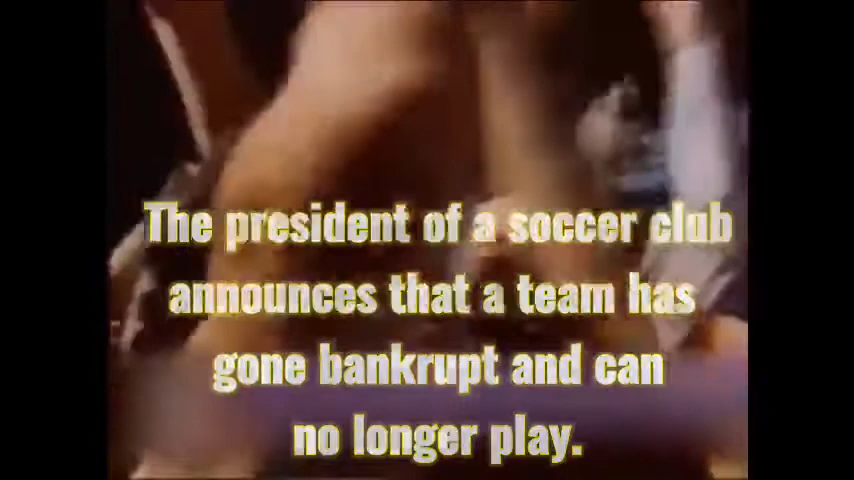 The president of a soccer club
announces that a team has
gone bankrupt and can
no longer play.